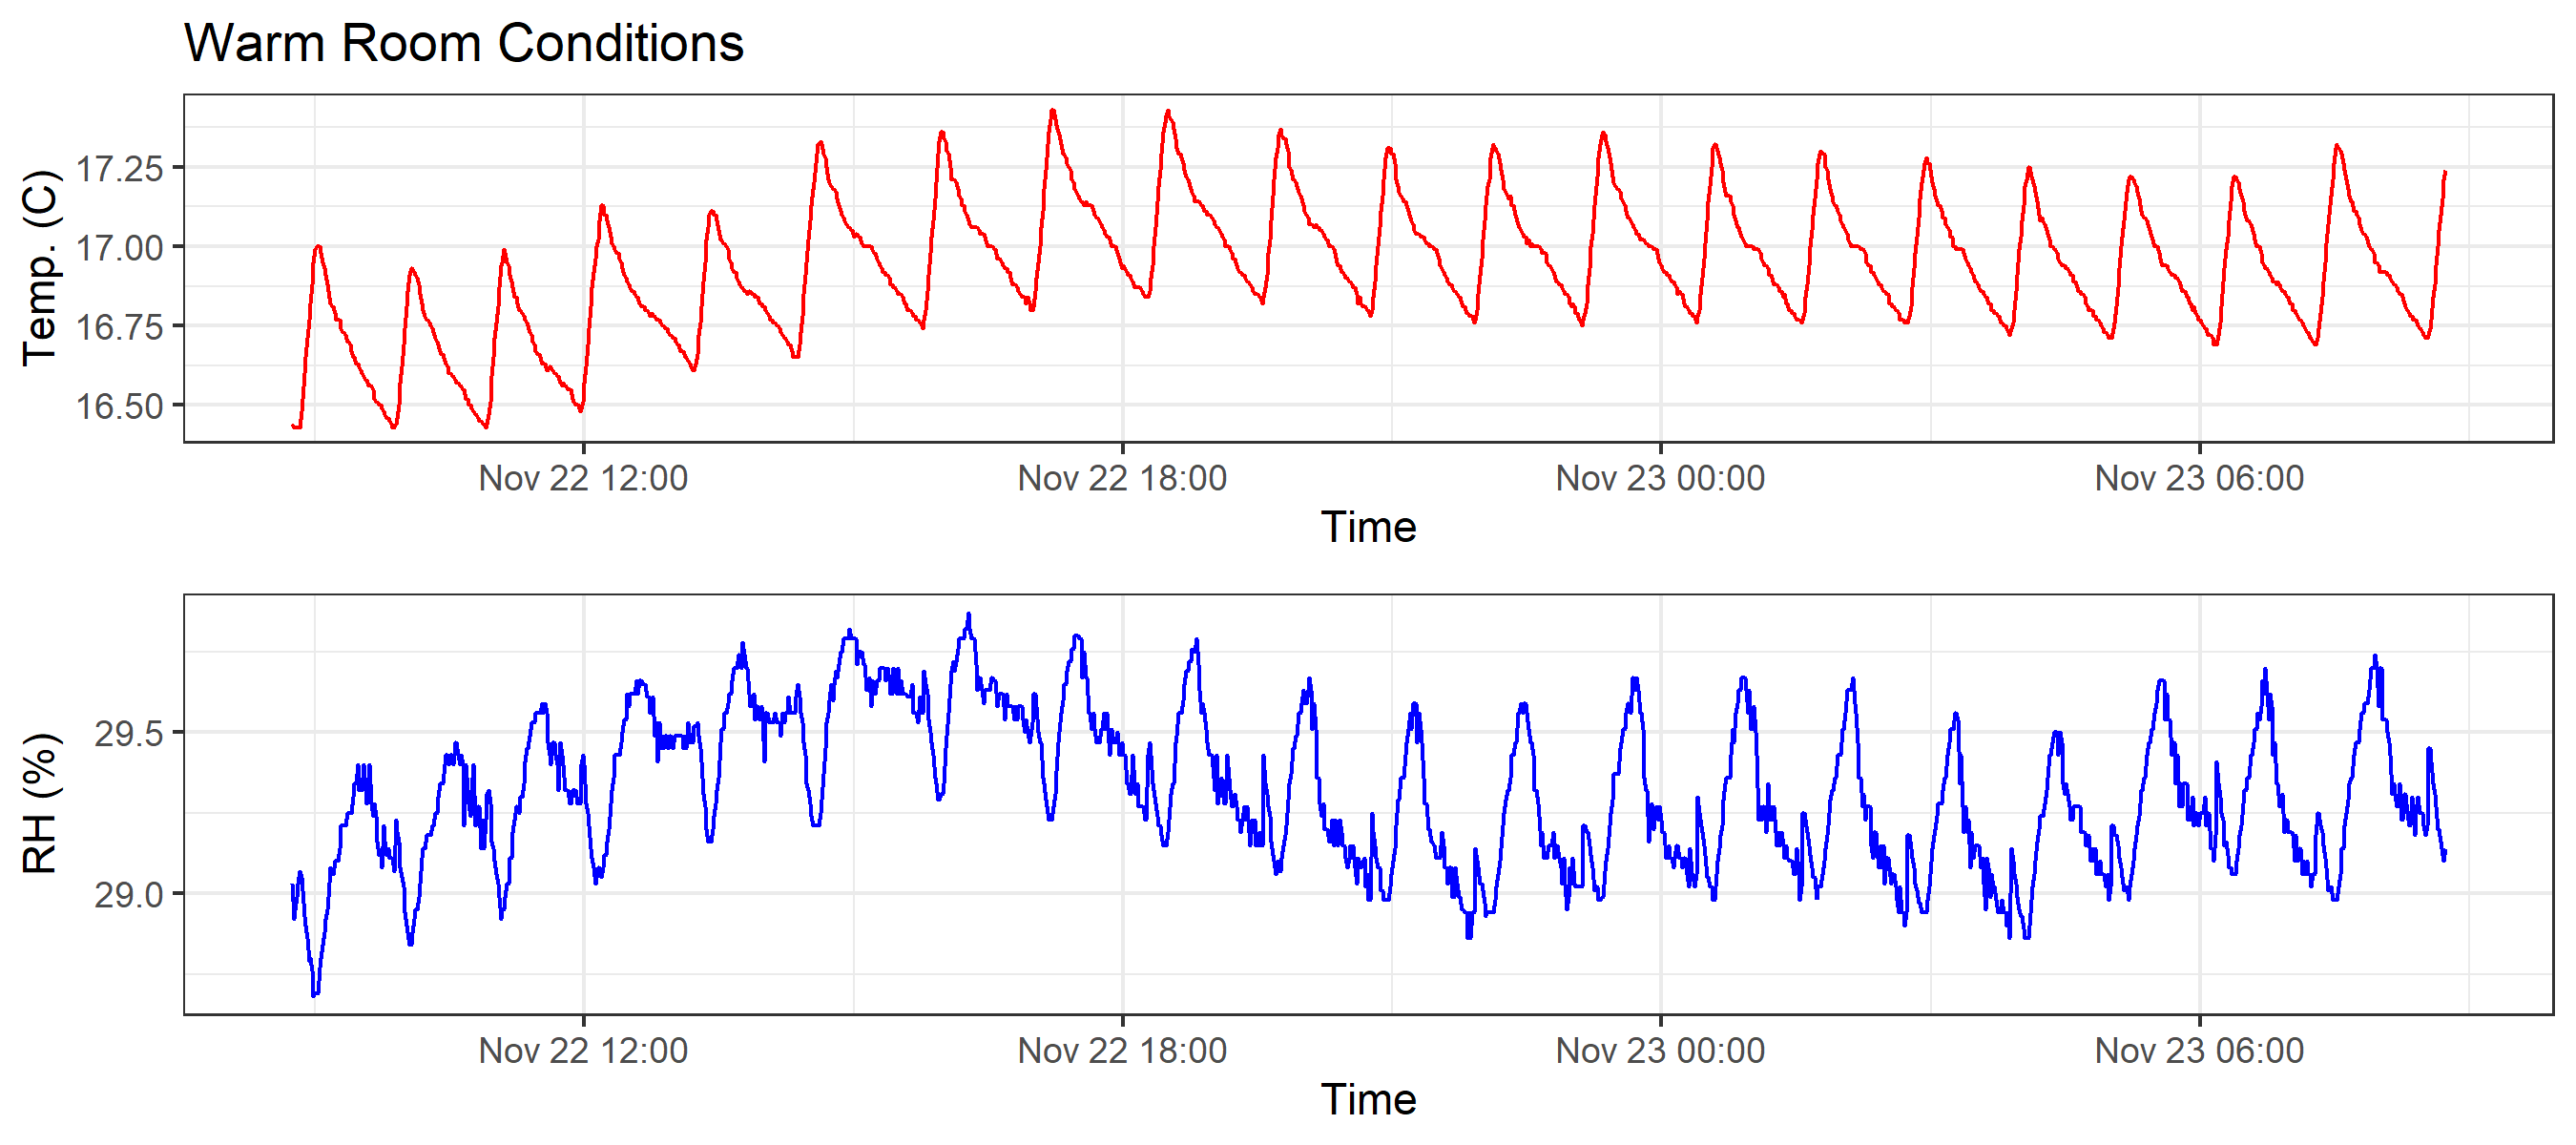 Warm Room Conditions
Temp. (C)
17.25
17.00
16.75
16.50
Nov 22 12:00 Nov 22 18:00 Nov 23 00:00 Nov 23 06:00
Time
RH (%)
29.5
29.0
Nov 22 12:00 Nov 22 18:00 Nov 23 00:00 Nov 23 06:00
Time